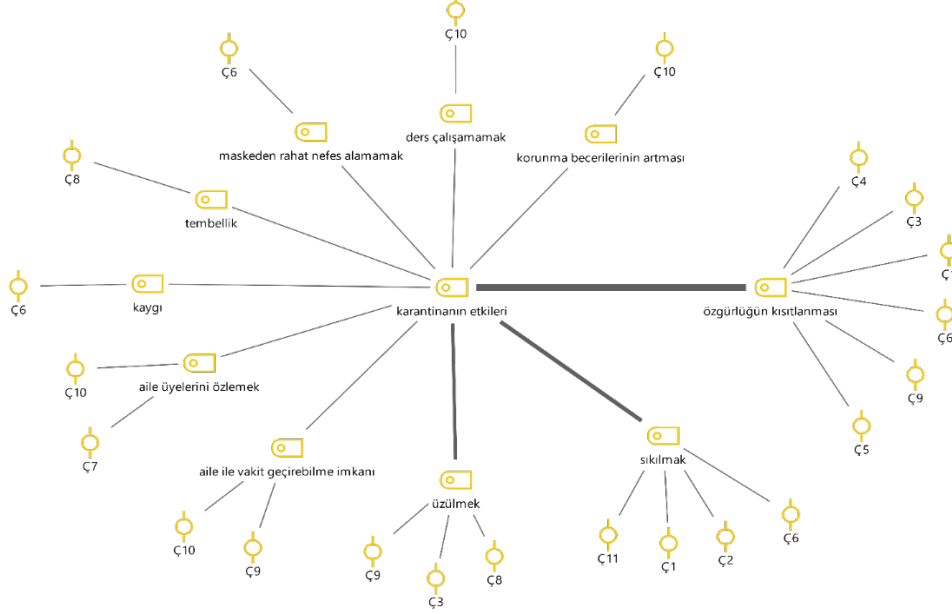 Ç10
Ç6
Ç10
ders çalışamamak
maskeden rahat nefes alamamak
korunma becerilerinin artması
Ç8
Ç4
tembellik
Ç3
Ç6
kaygı
karantinanın etkileri
özgürlüğün kısıtlanması
Ç6
Ç10
aile üyelerini özlemek
Ç9
Ç7
Ç5
aile ile vakit geçirebilme imkanı
sıkılmak
üzülmek
Ç10
Ç9
Ç9
Ç3
Ç8
Ç11
Ç1
Ç2
Ç6